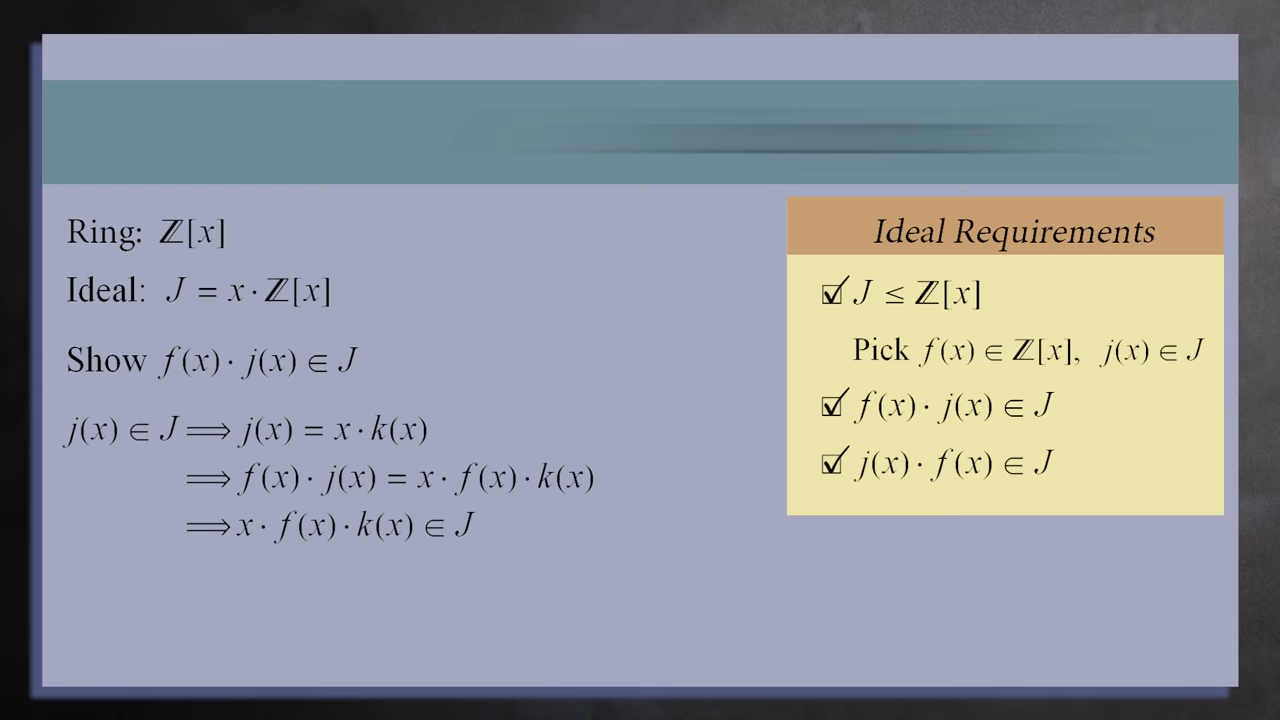 Ring: ℤ[x]
Ideal: J = x · ℤ[x]
Show f(x) · j(x) ∈ J
j(x) ∈ J ⟹ j(x) = x · k(x)
⟹ f(x) · j(x) = x · f(x) · k(x)
⟹ x · f(x) · k(x) ∈ J
Ideal Requirements
☑ J ≤ ℤ[x]
Pick f(x) ∈ ℤ[x], j(x) ∈ J
☑ f(x) · j(x) ∈ J
☑ j(x) · f(x) ∈ J